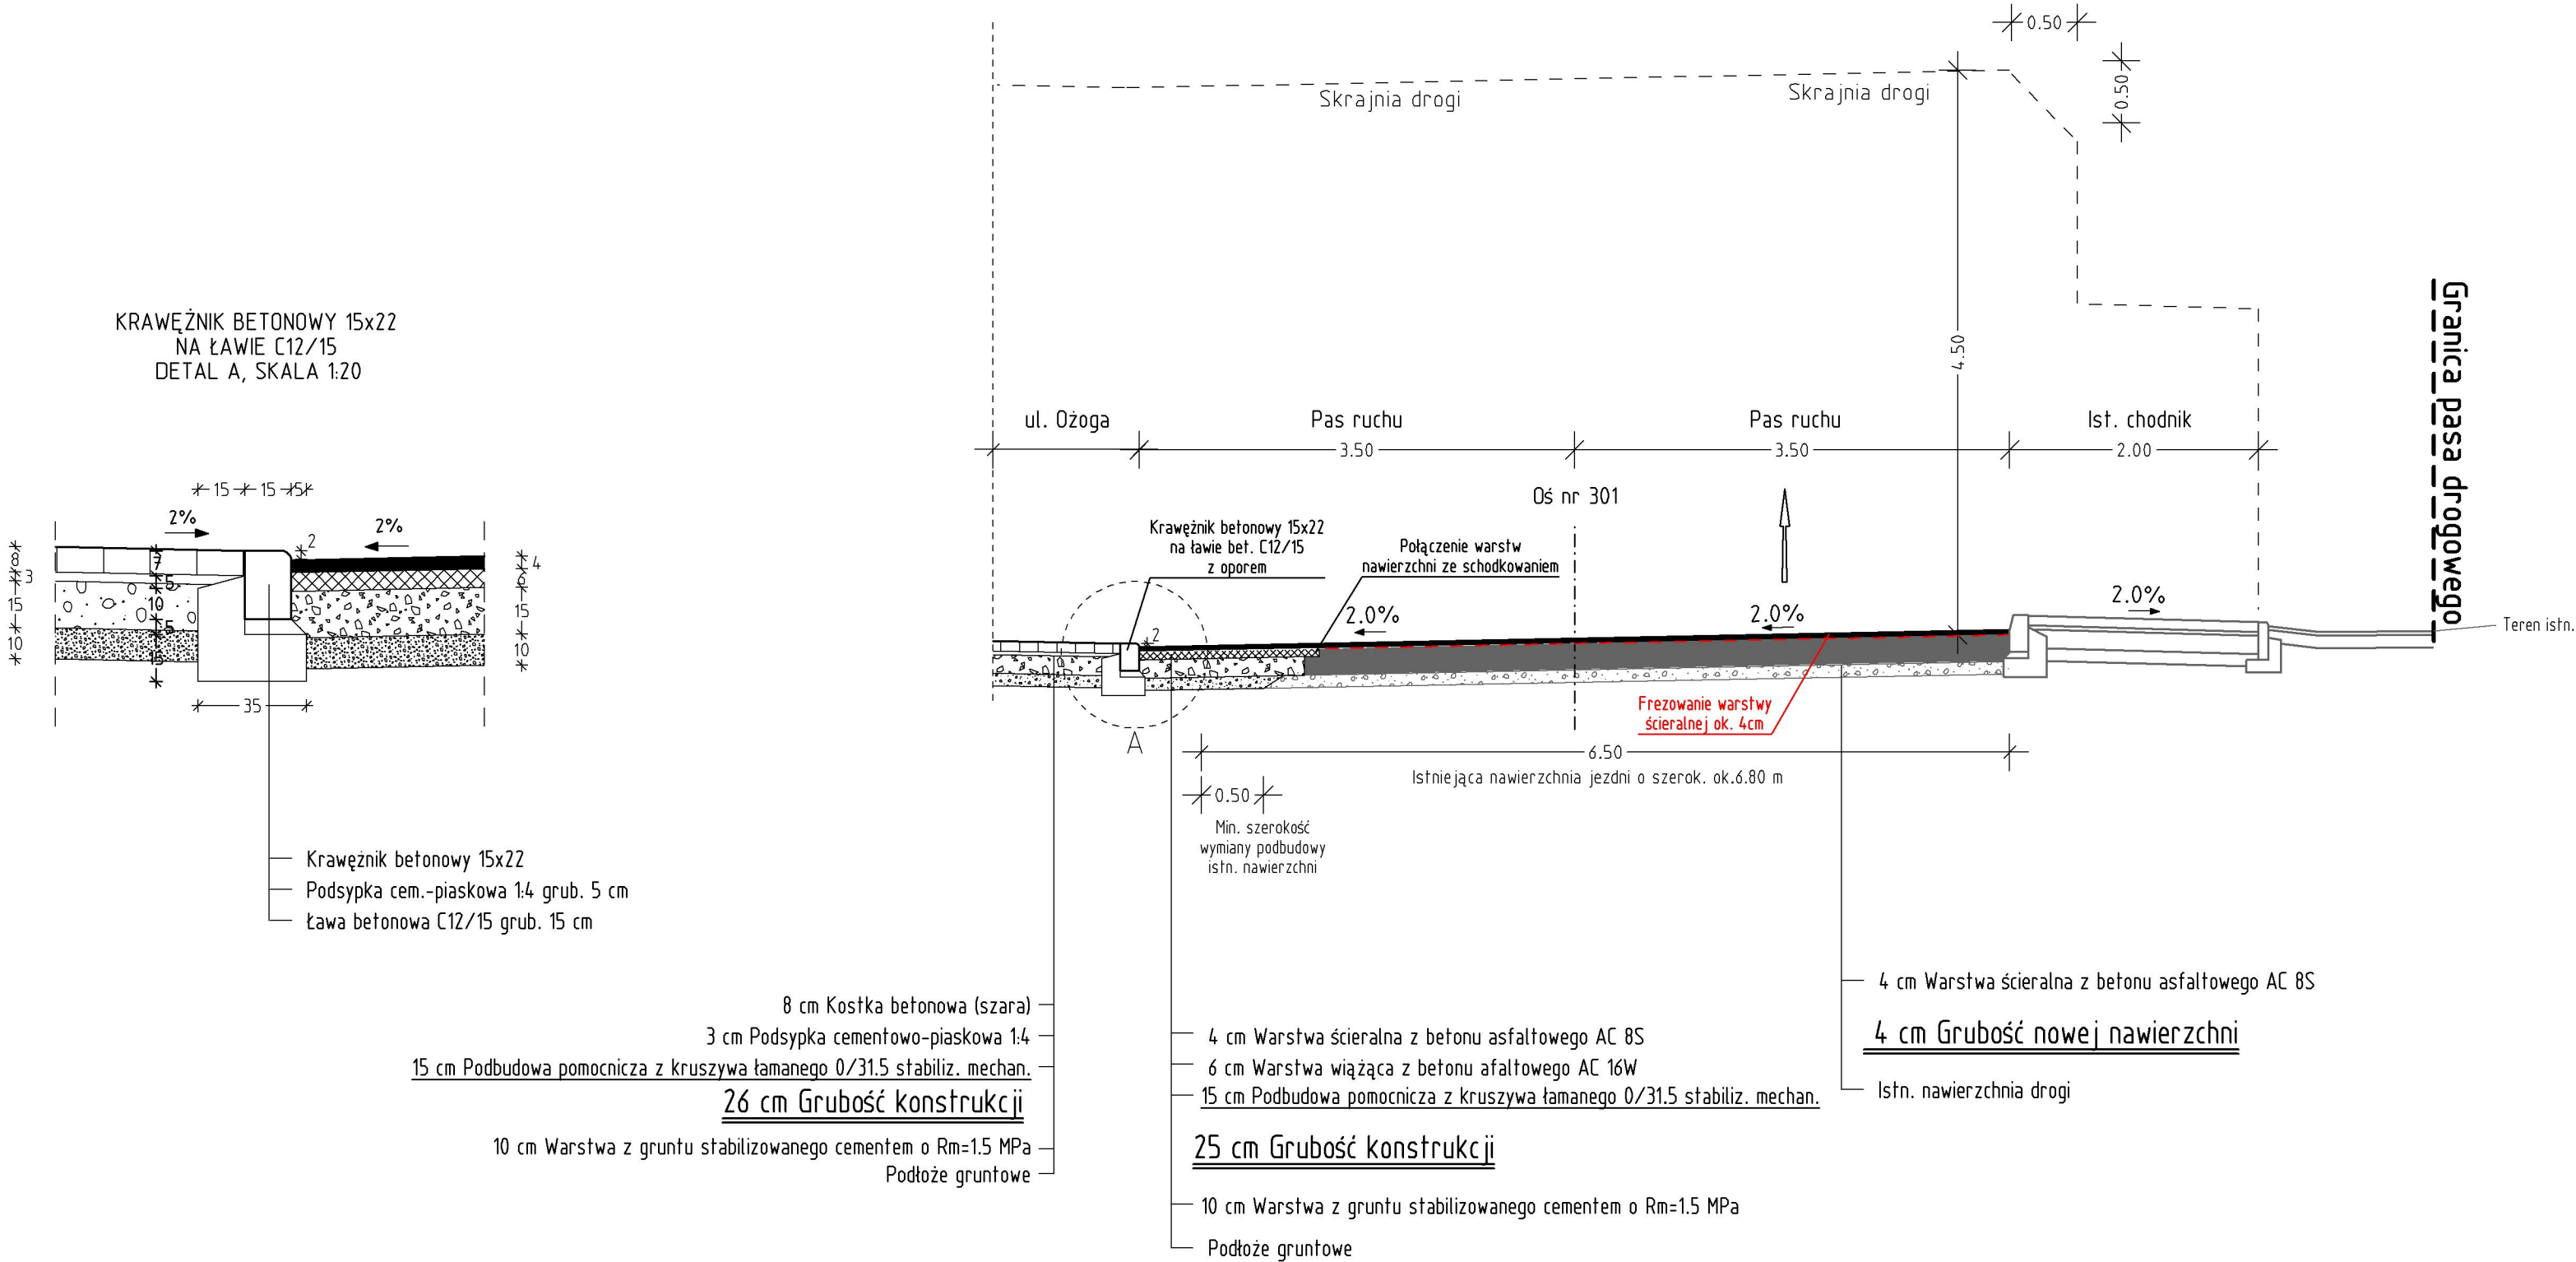 0.50
0.50
Skrajnia drogi
Skrajnia drogi
4.50
Granica pasa drogowego
KRAWĘŻNIK BETONOWY 15x22
NA ŁAWIE C12/15
DETAL A, SKALA 1:20
ul. Ożoga
Pas ruchu
Pas ruchu
Ist. chodnik
3.50
3.50
2.00
Oś nr 301
15
15
5
2%
2%
2
8
3
15
10
7
5
10
5
15
4
6
15
10
35
Krawężnik betonowy 15x22
na ławie bet. C12/15
z oporem
Połączenie warstw
nawierzchni ze schodkowaniem
2
2.0%
2.0%
2.0%
Teren istn.
A
Frezowanie warstwy
ścieralnej ok. 4cm
6.50
Istniejąca nawierzchnia jezdni o szerok. ok.6.80 m
0.50
Min. szerokość
wymiany podbudowy
istn. nawierzchni
Krawężnik betonowy 15x22
Podsypka cem.-piaskowa 1:4 grub. 5 cm
Ława betonowa C12/15 grub. 15 cm
8 cm Kostka betonowa (szara)
3 cm Podsypka cementowo-piaskowa 1:4
15 cm Podbudowa pomocnicza z kruszywa łamanego 0/31.5 stabiliz. mechan.
26 cm Grubość konstrukcji
10 cm Warstwa z gruntu stabilizowanego cementem o Rm=1.5 MPa
Podłoże gruntowe
4 cm Warstwa ścieralna z betonu asfaltowego AC 8S
6 cm Warstwa wiążąca z betonu afaltowego AC 16W
15 cm Podbudowa pomocnicza z kruszywa łamanego 0/31.5 stabiliz. mechan.
25 cm Grubość konstrukcji
10 cm Warstwa z gruntu stabilizowanego cementem o Rm=1.5 MPa
Podłoże gruntowe
4 cm Warstwa ścieralna z betonu asfaltowego AC 8S
4 cm Grubość nowej nawierzchni
Istn. nawierzchnia drogi